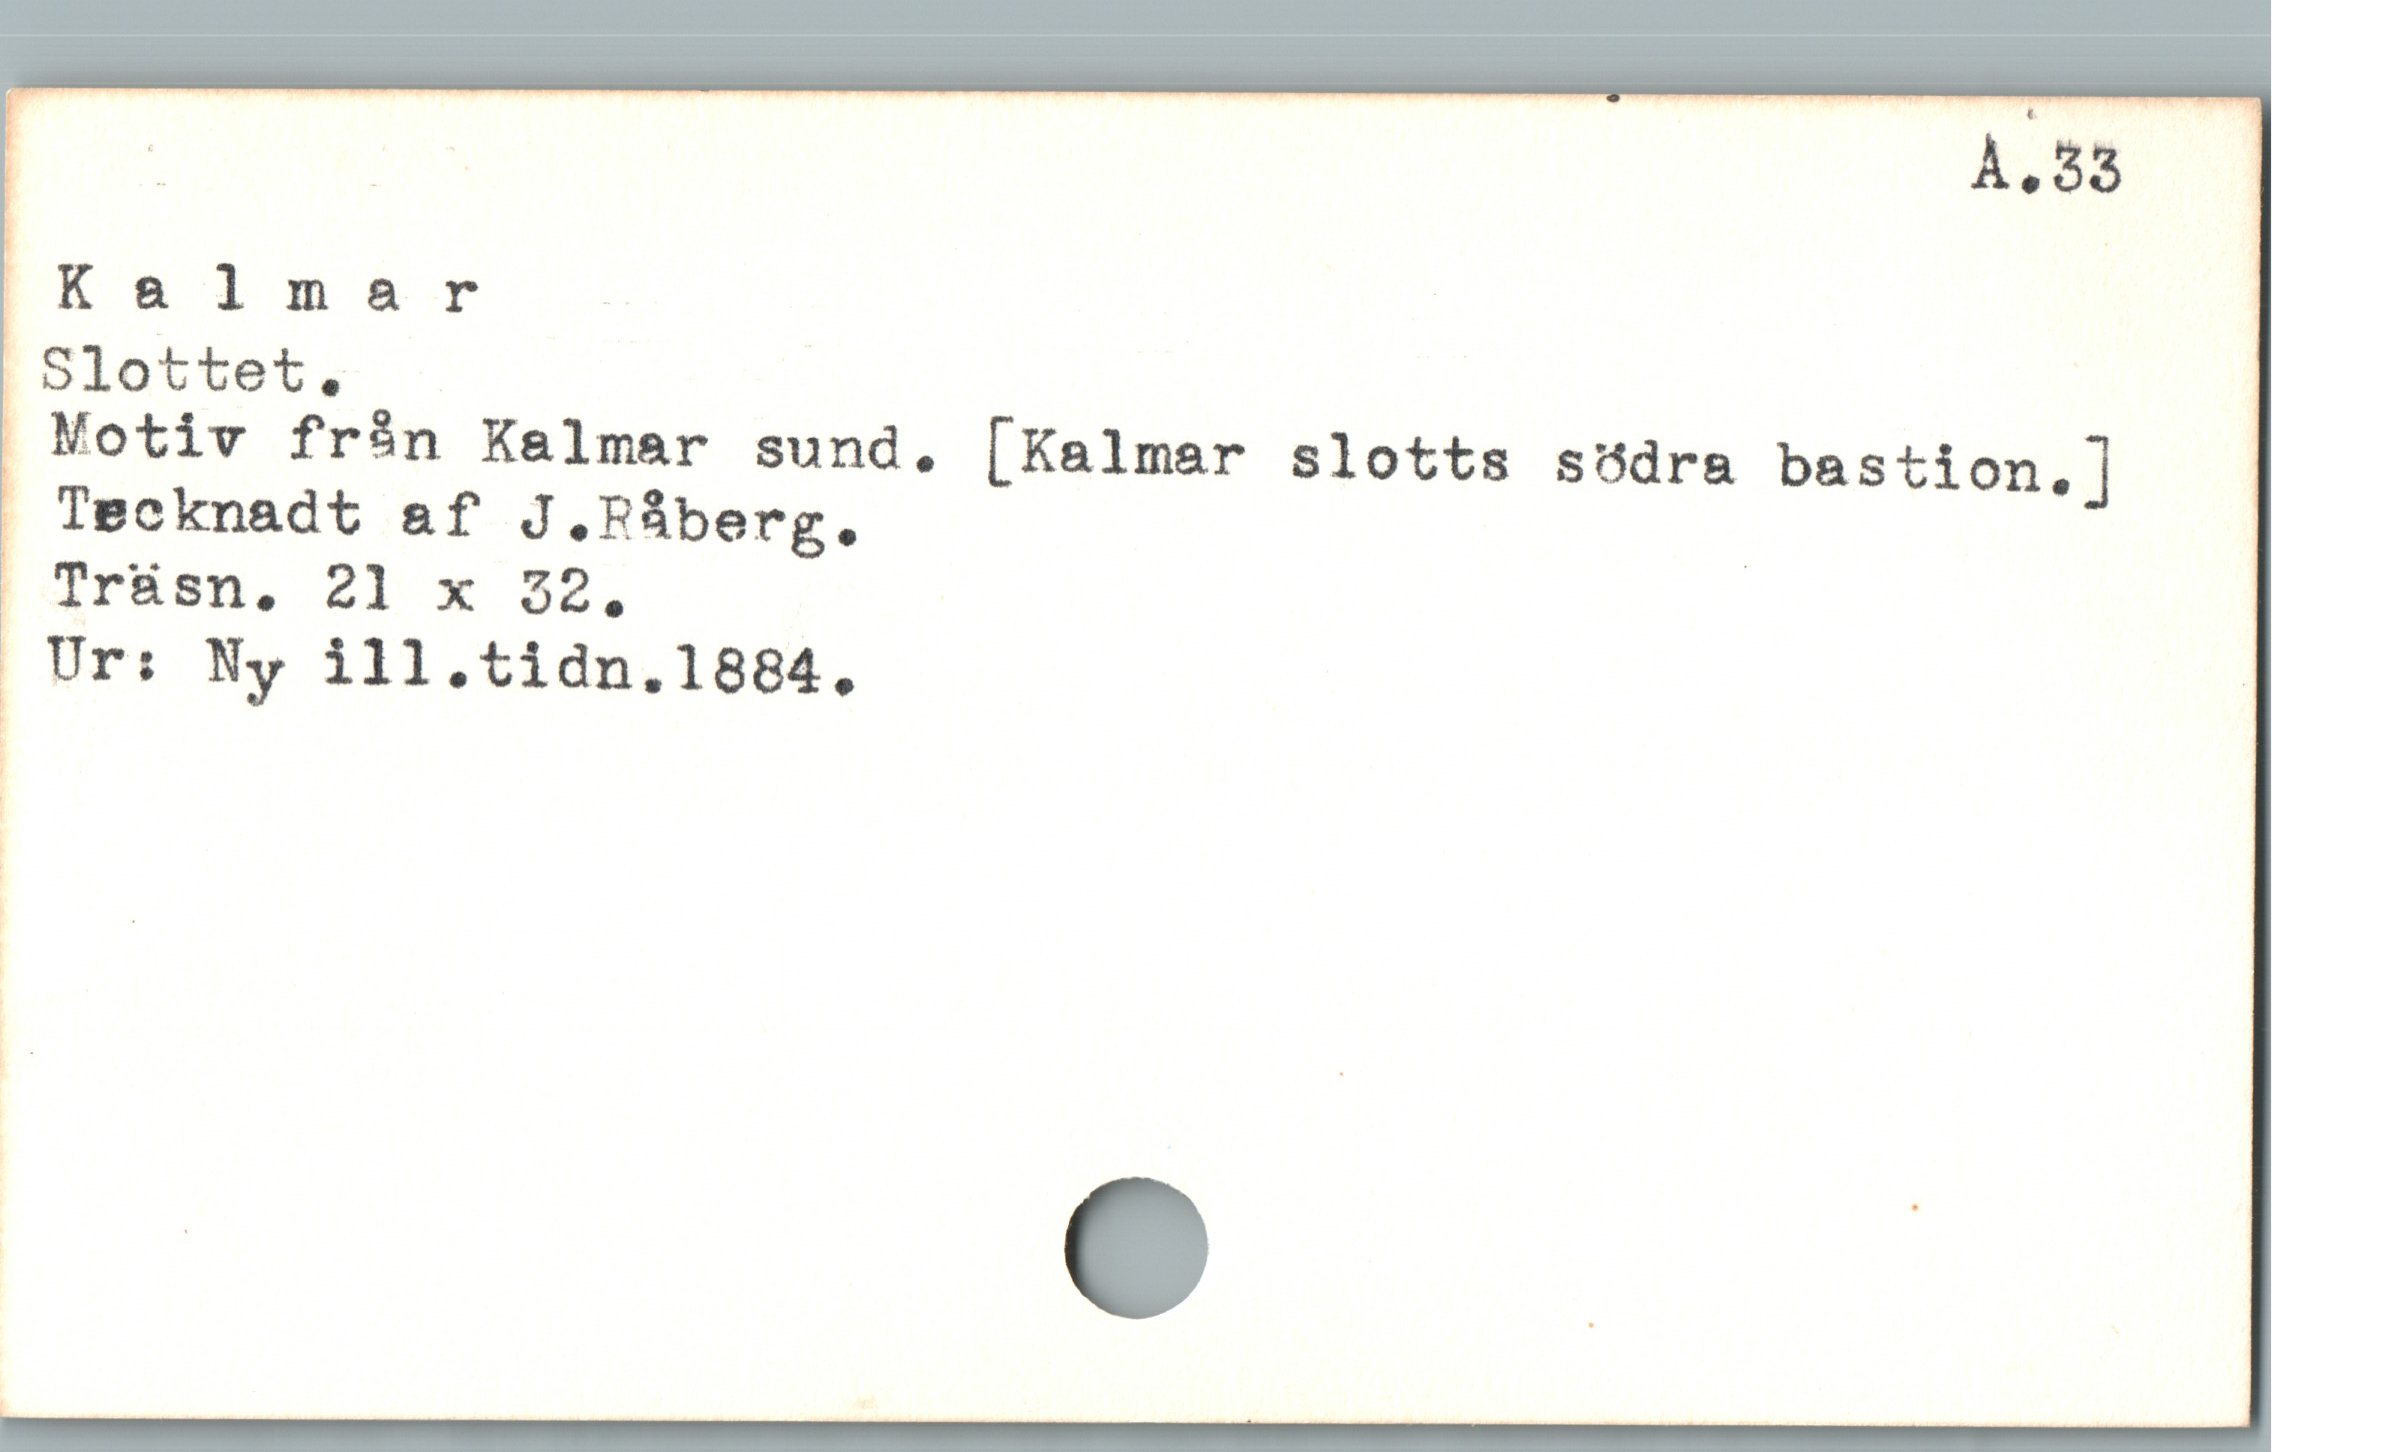 A.33
K a l m a r
Slottet.
Motiv från Kalmar sund. [Kalmar slotts södra bastion.]
Tecknadt af J.Råberg.
Träsn. 21 x 32.
Ur: Ny ill.tidn.1884.